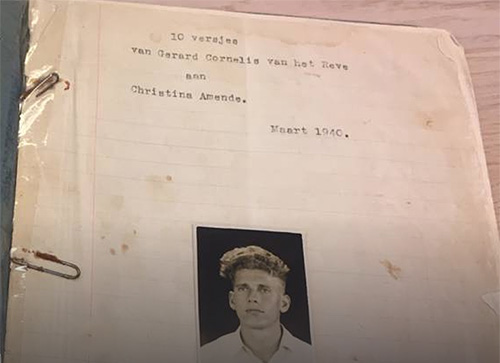 10 versjes
van Gerard Cornelis van het Reve
aan
Christina Amende.
Maart 1940.